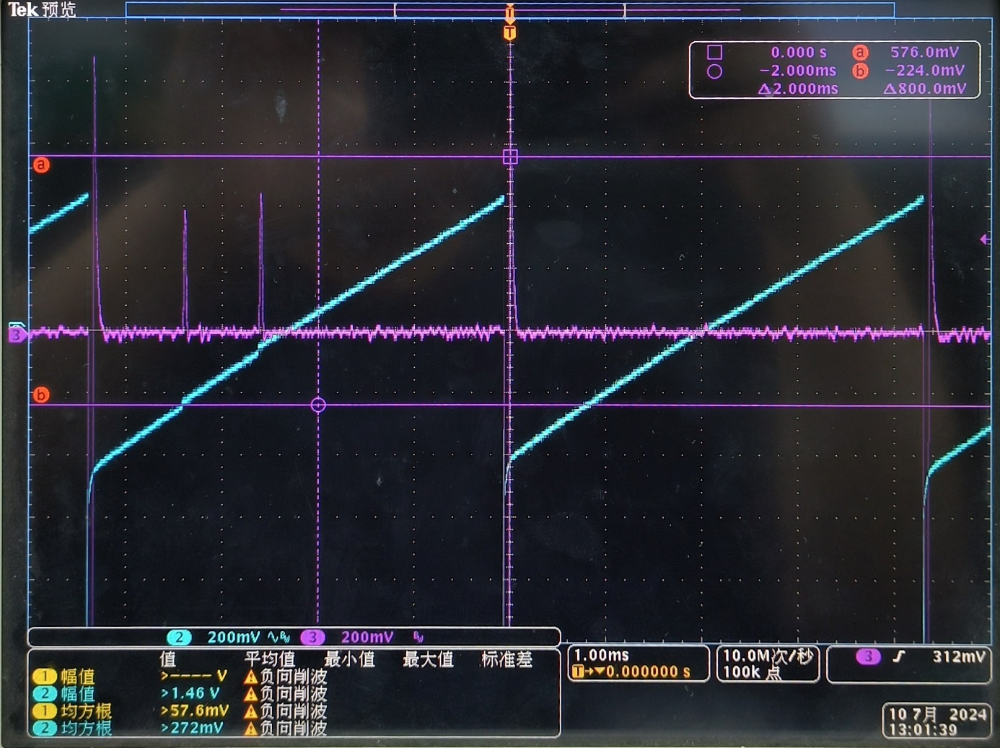 Tek 预览
T
T
0.000 s a 576.0mV
−2.000ms b −224.0mV
Δ2.000ms Δ800.0mV
a
3
b
2 200mV 3 200mV
值 平均值 最小值 最大值 标准差
1 幅值 >---- V 负向削波
2 幅值 >1.46 V 负向削波
1 均方根 >57.6mV 负向削波
2 均方根 >272mV 负向削波
1.00ms
T→▼0.000000 s
10.0M次/秒
100k 点
3 312mV
10 7月 2024
13:01:39